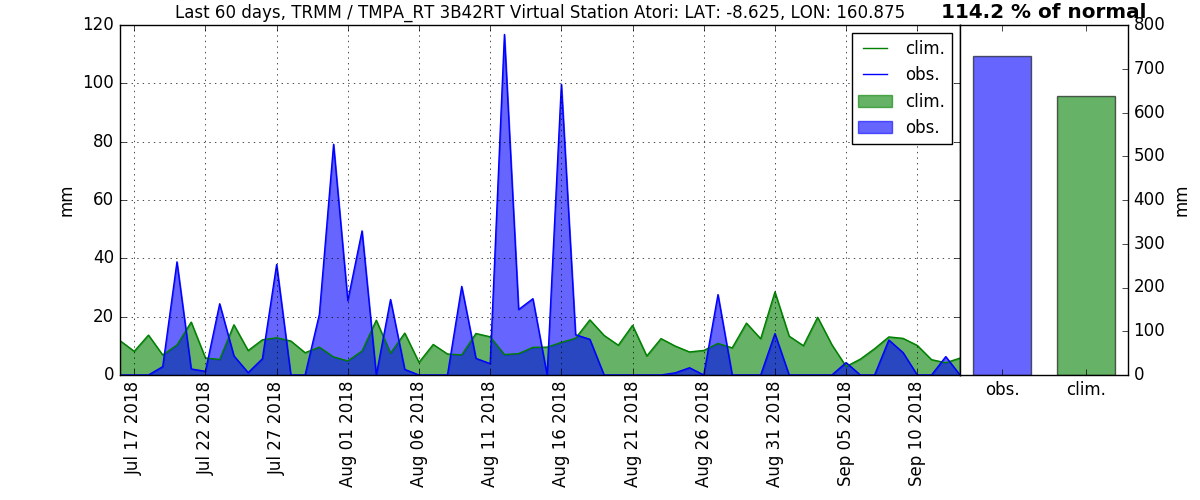 Last 60 days, TRMM / TMPA_RT 3B42RT Virtual Station Atori: LAT: -8.625, LON: 160.875
114.2 % of normal
120
100
80
60
40
20
0
mm
clim.
obs.
clim.
obs.
800
700
600
500
400
300
200
100
0
mm
obs.
clim.
Jul 17 2018
Jul 22 2018
Jul 27 2018
Aug 01 2018
Aug 06 2018
Aug 11 2018
Aug 16 2018
Aug 21 2018
Aug 26 2018
Aug 31 2018
Sep 05 2018
Sep 10 2018